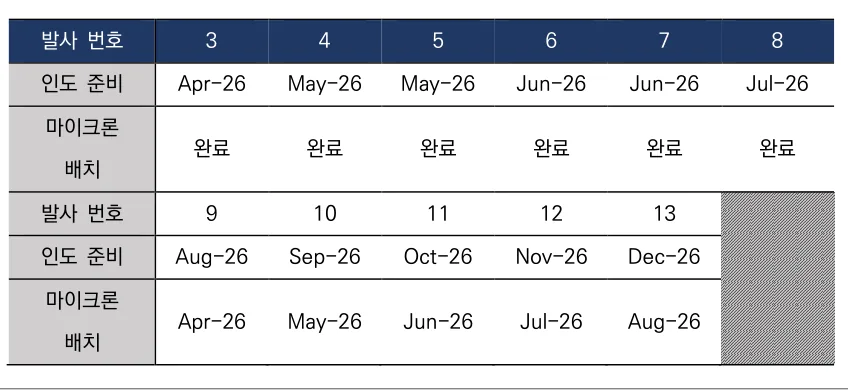 발사 번호 3 4 5 6 7 8
인도 준비 Apr-26 May-26 May-26 Jun-26 Jun-26 Jul-26
마이크론
배치
완료 완료 완료 완료 완료 완료
발사 번호 9 10 11 12 13
인도 준비 Aug-26 Sep-26 Oct-26 Nov-26 Dec-26
마이크론
배치
Apr-26 May-26 Jun-26 Jul-26 Aug-26